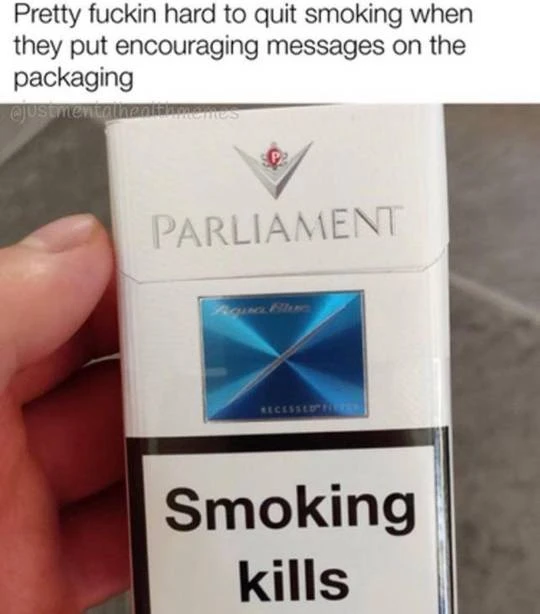 Pretty fuckin hard to quit smoking when
they put encouraging messages on the
packaging
@justmentalhealthmemes
P
PARLIAMENT
Aqua Blue
RECESSED FILTER
Smoking
kills